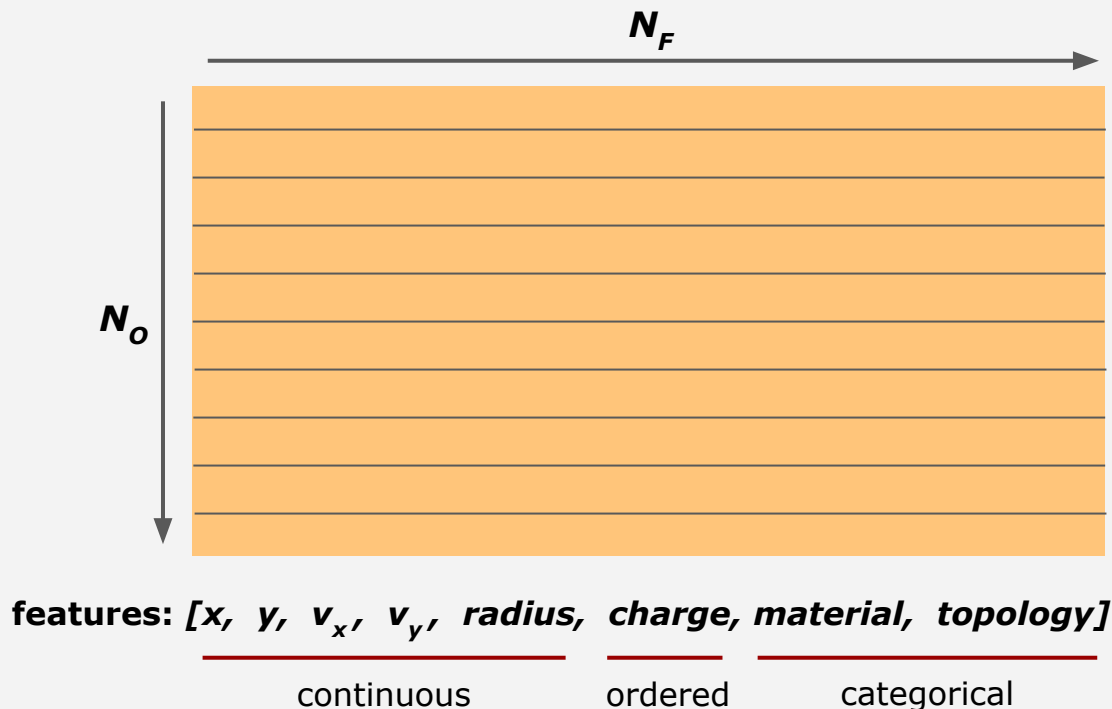 N_F
N_O
features: [x, y, v_x, v_y, radius, charge, material, topology]
continuous ordered categorical